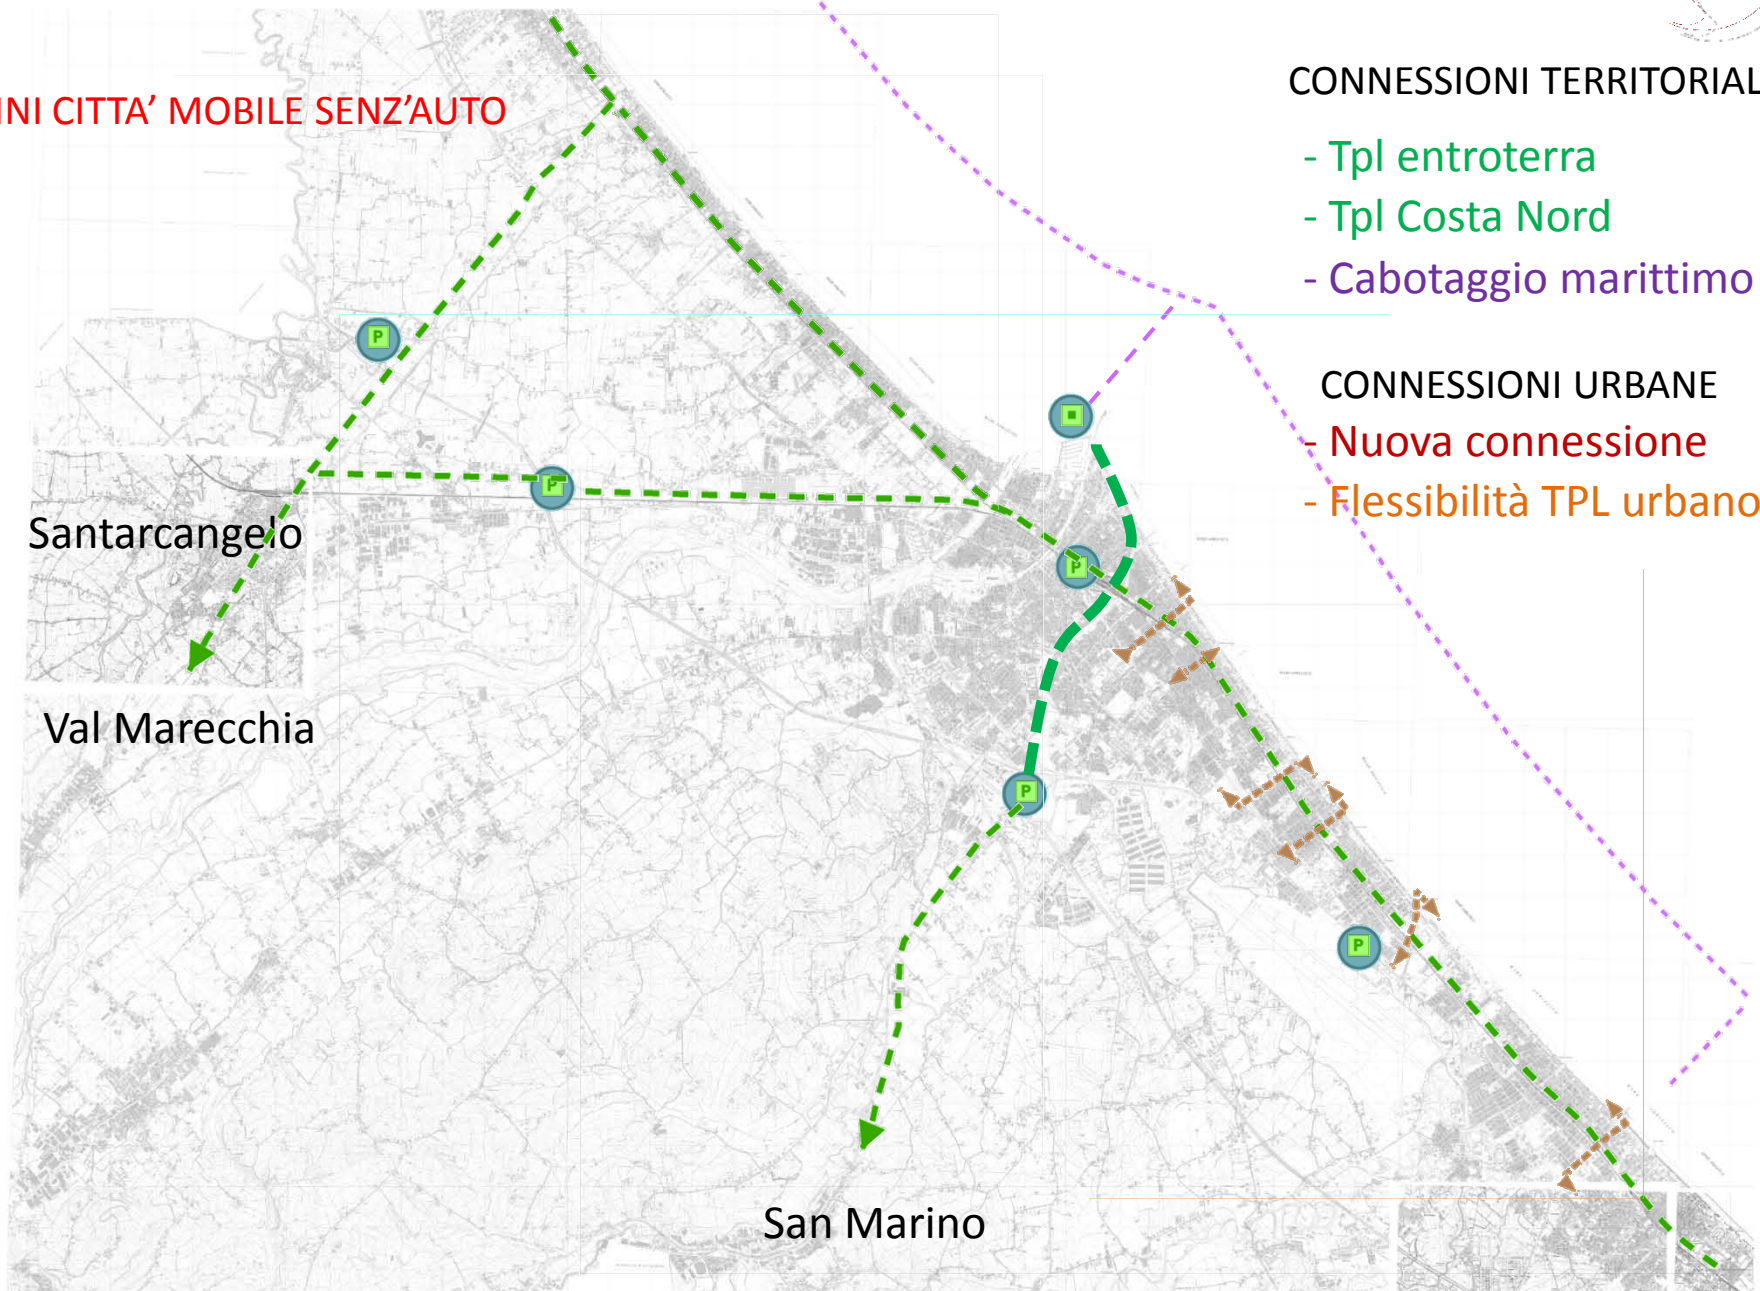 CONNESSIONI TERRITORIAL
NI CITTA' MOBILE SENZ'AUTO
- Tpl entroterra
- Tpl Costa Nord
- Cabotaggio marittimo
CONNESSIONI URBANE
- Nuova connessione
- Flessibilità TPL urbano
P
P
P
P
P
Santarcangelo
Val Marecchia
San Marino